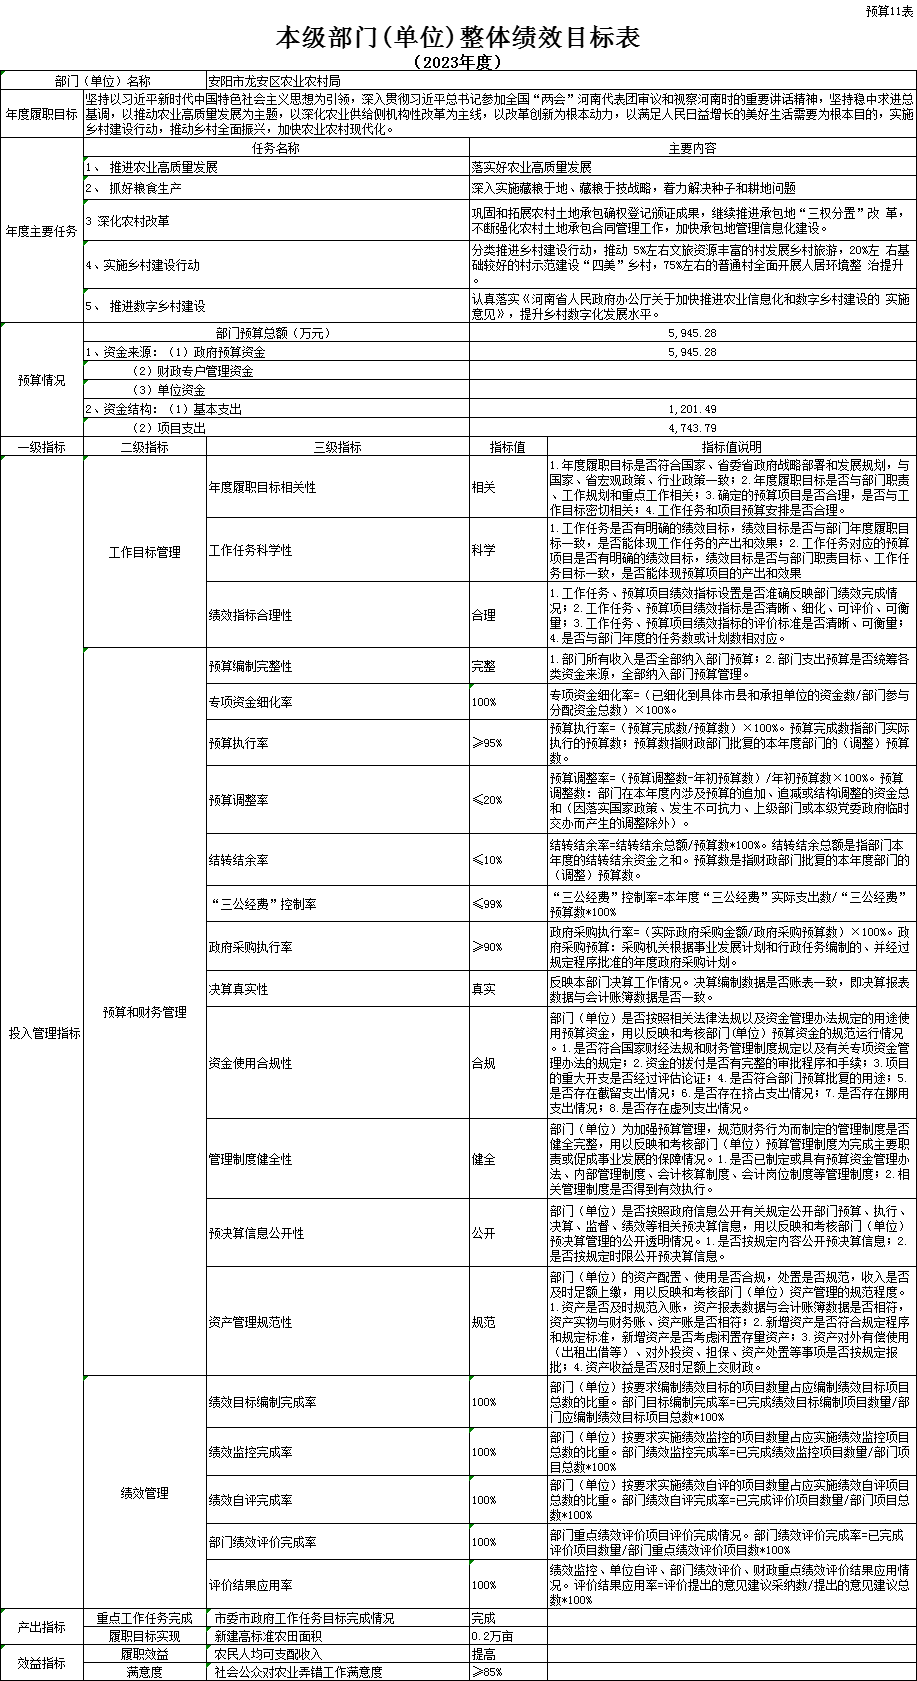 预算11表
本级部门(单位)整体绩效目标表
（2023年度）
部门（单位）名称
安阳市龙安区农业农村局
年度履职目标
坚持以习近平新时代中国特色社会主义思想为引领，深入贯彻习近平总书记参加全国“两会”河南代表团审议和视察河南时的重要讲话精神，坚持稳中求进总
基调，以推动农业高质量发展为主题，以深化农业供给侧机构性改革为主线，以改革创新为根本动力，以满足人民日益增长的美好生活需要为根本目的，实施
乡村建设行动，推动乡村全面振兴，加快农业农村现代化。
年度主要任务
任务名称
主要内容
1、 推进农业高质量发展
落实好农业高质量发展
2、 抓好粮食生产
深入实施藏粮于地、藏粮于技战略，着力解决种子和耕地问题
3 深化农村改革
巩固和拓展农村土地承包确权登记颁证成果，继续推进承包地“三权分置”改 革，
不断强化农村土地承包合同管理工作，加快承包地管理信息化建设。
4、实施乡村建设行动
分类推进乡村建设行动，推动 5%左右文旅资源丰富的村发展乡村旅游，20%左 右基
础较好的村示范建设“四美”乡村，75%左右的普通村全面开展人居环境整 治提升
。
5、 推进数字乡村建设
认真落实《河南省人民政府办公厅关于加快推进农业信息化和数字乡村建设的 实施
意见》，提升乡村数字化发展水平。
预算情况
部门预算总额（万元）
5,945.28
1、资金来源：（1）政府预算资金
5,945.28
（2）财政专户管理资金
（3）单位资金
2、资金结构：（1）基本支出
1,201.49
（2）项目支出
4,743.79
一级指标
二级指标
三级指标
指标值
指标值说明
投入管理指标
工作目标管理
年度履职目标相关性
相关
1.年度履职目标是否符合国家、省委省政府战略部署和发展规划，与
国家、省宏观政策、行业政策一致；2.年度履职目标是否与部门职责
、工作规划和重点工作相关；3.确定的预算项目是否合理，是否与工
作目标密切相关；4.工作任务和项目预算安排是否合理。
工作任务科学性
科学
1.工作任务是否有明确的绩效目标，绩效目标是否与部门年度履职目
标一致，是否能体现工作任务的产出和效果；2.工作任务对应的预算
项目是否有明确的绩效目标，绩效目标是否与部门职责目标、工作任
务目标一致，是否能体现预算项目的产出和效果
绩效指标合理性
合理
1.工作任务、预算项目绩效指标设置是否准确反映部门绩效完成情
况；2.工作任务、预算项目绩效指标是否清晰、细化、可评价、可衡
量；3.工作任务、预算项目绩效指标的评价标准是否清晰、可衡量；
4.是否与部门年度的任务数或计划数相对应。
预算和财务管理
预算编制完整性
完整
1.部门所有收入是否全部纳入部门预算；2.部门支出预算是否统筹各
类资金来源，全部纳入部门预算管理。
专项资金细化率
100%
专项资金细化率=（已细化到具体市县和承担单位的资金数/部门参与
分配资金总数）×100%。
预算执行率
≥95%
预算执行率=（预算完成数/预算数）×100%。预算完成数指部门实际
执行的预算数；预算数指财政部门批复的本年度部门的（调整）预算
数。
预算调整率
≤20%
预算调整率=（预算调整数-年初预算数）/年初预算数×100%。预算
调整数：部门在本年度内涉及预算的追加、追减或结构调整的资金总
和（因落实国家政策、发生不可抗力、上级部门或本级党委政府临时
交办而产生的调整除外）。
结转结余率
≤10%
结转结余率=结转结余总额/预算数*100%。结转结余总额是指部门本
年度的结转结余资金之和。预算数是指财政部门批复的本年度部门的
（调整）预算数。
“三公经费”控制率
≤99%
“三公经费”控制率=本年度“三公经费”实际支出数/“三公经费”
预算数*100%
政府采购执行率
≥90%
政府采购执行率=（实际政府采购金额/政府采购预算数）×100%。政
府采购预算：采购机关根据事业发展计划和行政任务编制的、并经过
规定程序批准的年度政府采购计划。
决算真实性
真实
反映本部门决算工作情况。决算编制数据是否账表一致，即决算报表
数据与会计账簿数据是否一致。
资金使用合规性
合规
部门（单位）是否按照相关法律法规以及资金管理办法规定的用途使
用预算资金，用以反映和考核部门(单位）预算资金的规范运行情况
。1.是否符合国家财经法规和财务管理制度规定以及有关专项资金管
理办法的规定；2.资金的拨付是否有完整的审批程序和手续；3.项目
的重大开支是否经过评估论证；4.是否符合部门预算批复的用途；5.
是否存在截留支出情况；6.是否存在挤占支出情况；7.是否存在挪用
支出情况；8.是否存在虚列支出情况。
管理制度健全性
健全
部门（单位）为加强预算管理，规范财务行为而制定的管理制度是否
健全完整，用以反映和考核部门（单位）预算管理制度为完成主要职
责或促成事业发展的保障情况。1.是否已制定或具有预算资金管理办
法、内部管理制度、会计核算制度、会计岗位制度等管理制度；2.相
关管理制度是否得到有效执行。
预决算信息公开性
公开
部门（单位）是否按照政府信息公开有关规定公开部门预算、执行、
决算、监督、绩效等相关预决算信息，用以反映和考核部门（单位）
预决算管理的公开透明情况。1.是否按规定内容公开预决算信息；2.
是否按规定时限公开预决算信息。
资产管理规范性
规范
部门（单位）的资产配置、使用是否合规，处置是否规范，收入是否
及时足额上缴，用以反映和考核部门（单位）资产管理的规范程度。
1.资产是否及时规范入账，资产报表数据与会计账簿数据是否相符，
资产实物与财务账、资产账是否相符；2.新增资产是否符合规定程序
和规定标准，新增资产是否考虑闲置存量资产；3.资产对外有偿使用
（出租出借等）、对外投资、担保、资产处置等事项是否按规定报
批；4.资产收益是否及时足额上交财政。
绩效管理
绩效目标编制完成率
100%
部门（单位）按要求编制绩效目标的项目数量占应编制绩效目标项目
总数的比重。部门目标编制完成率=已完成绩效目标编制项目数量/部
门应编制绩效目标项目总数*100%
绩效监控完成率
100%
部门（单位）按要求实施绩效监控的项目数量占应实施绩效监控项目
总数的比重。部门绩效监控完成率=已完成绩效监控项目数量/部门项
目总数*100%
绩效自评完成率
100%
部门（单位）按要求实施绩效自评的项目数量占应实施绩效自评项目
总数的比重。部门绩效自评完成率=已完成评价项目数量/部门项目总
数*100%
部门绩效评价完成率
100%
部门重点绩效评价项目评价完成情况。部门绩效评价完成率=已完成
评价项目数量/部门重点绩效评价项目数*100%
评价结果应用率
100%
绩效监控、单位自评、部门绩效评价、财政重点绩效评价结果应用情
况。评价结果应用率=评价提出的意见建议采纳数/提出的意见建议总
数*100%
产出指标
重点工作任务完成
市委市政府工作任务目标完成情况
完成
履职目标实现
新建高标准农田面积
0.2万亩
效益指标
履职效益
农民人均可支配收入
提高
满意度
社会公众对农业弄错工作满意度
≥85%